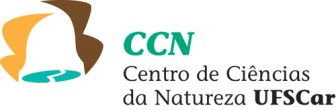 CCN
Centro de Ciências
da Natureza UFSCar